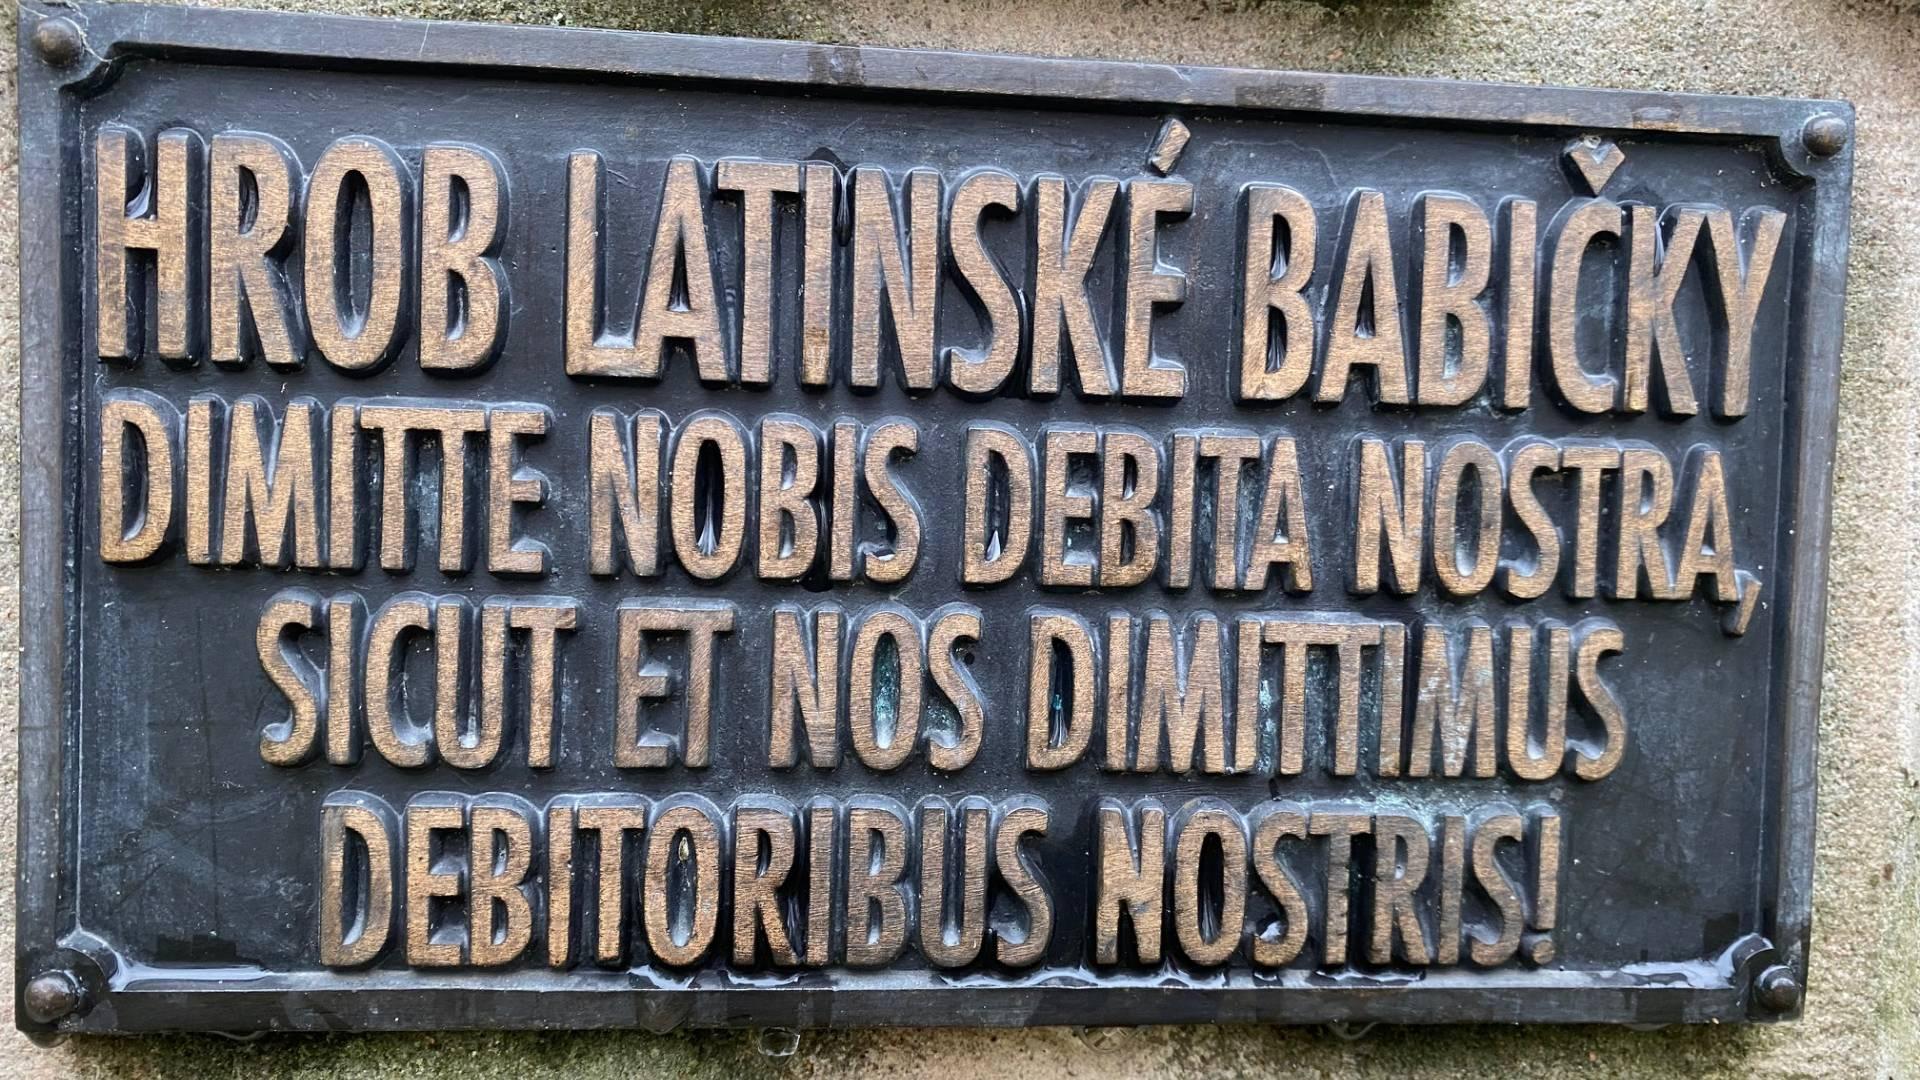 HROB LATINSKÉ BABIČKY
DIMITTE NOBIS DEBITA NOSTRA,
SICUT ET NOS DIMITTIMUS
DEBITORIBUS NOSTRIS!